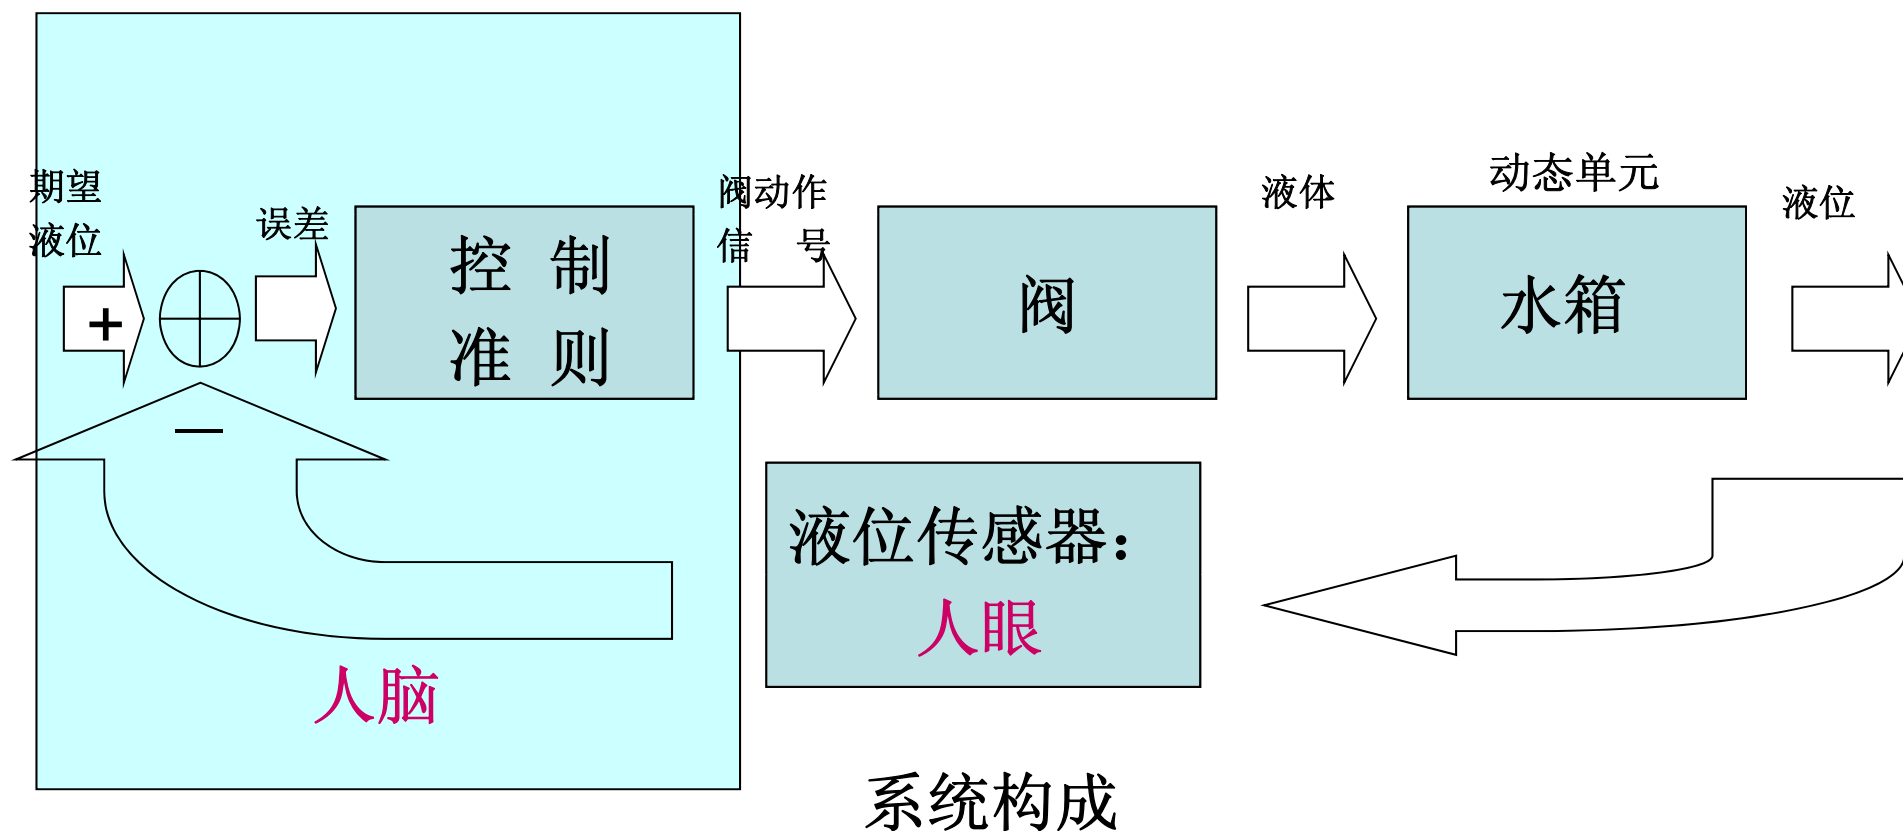 期望
液位
+
误差
控 制
准 则
阀动作
信 号
阀
液体
动态单元
水箱
液位
—
液位传感器：
人眼
人脑
系统构成